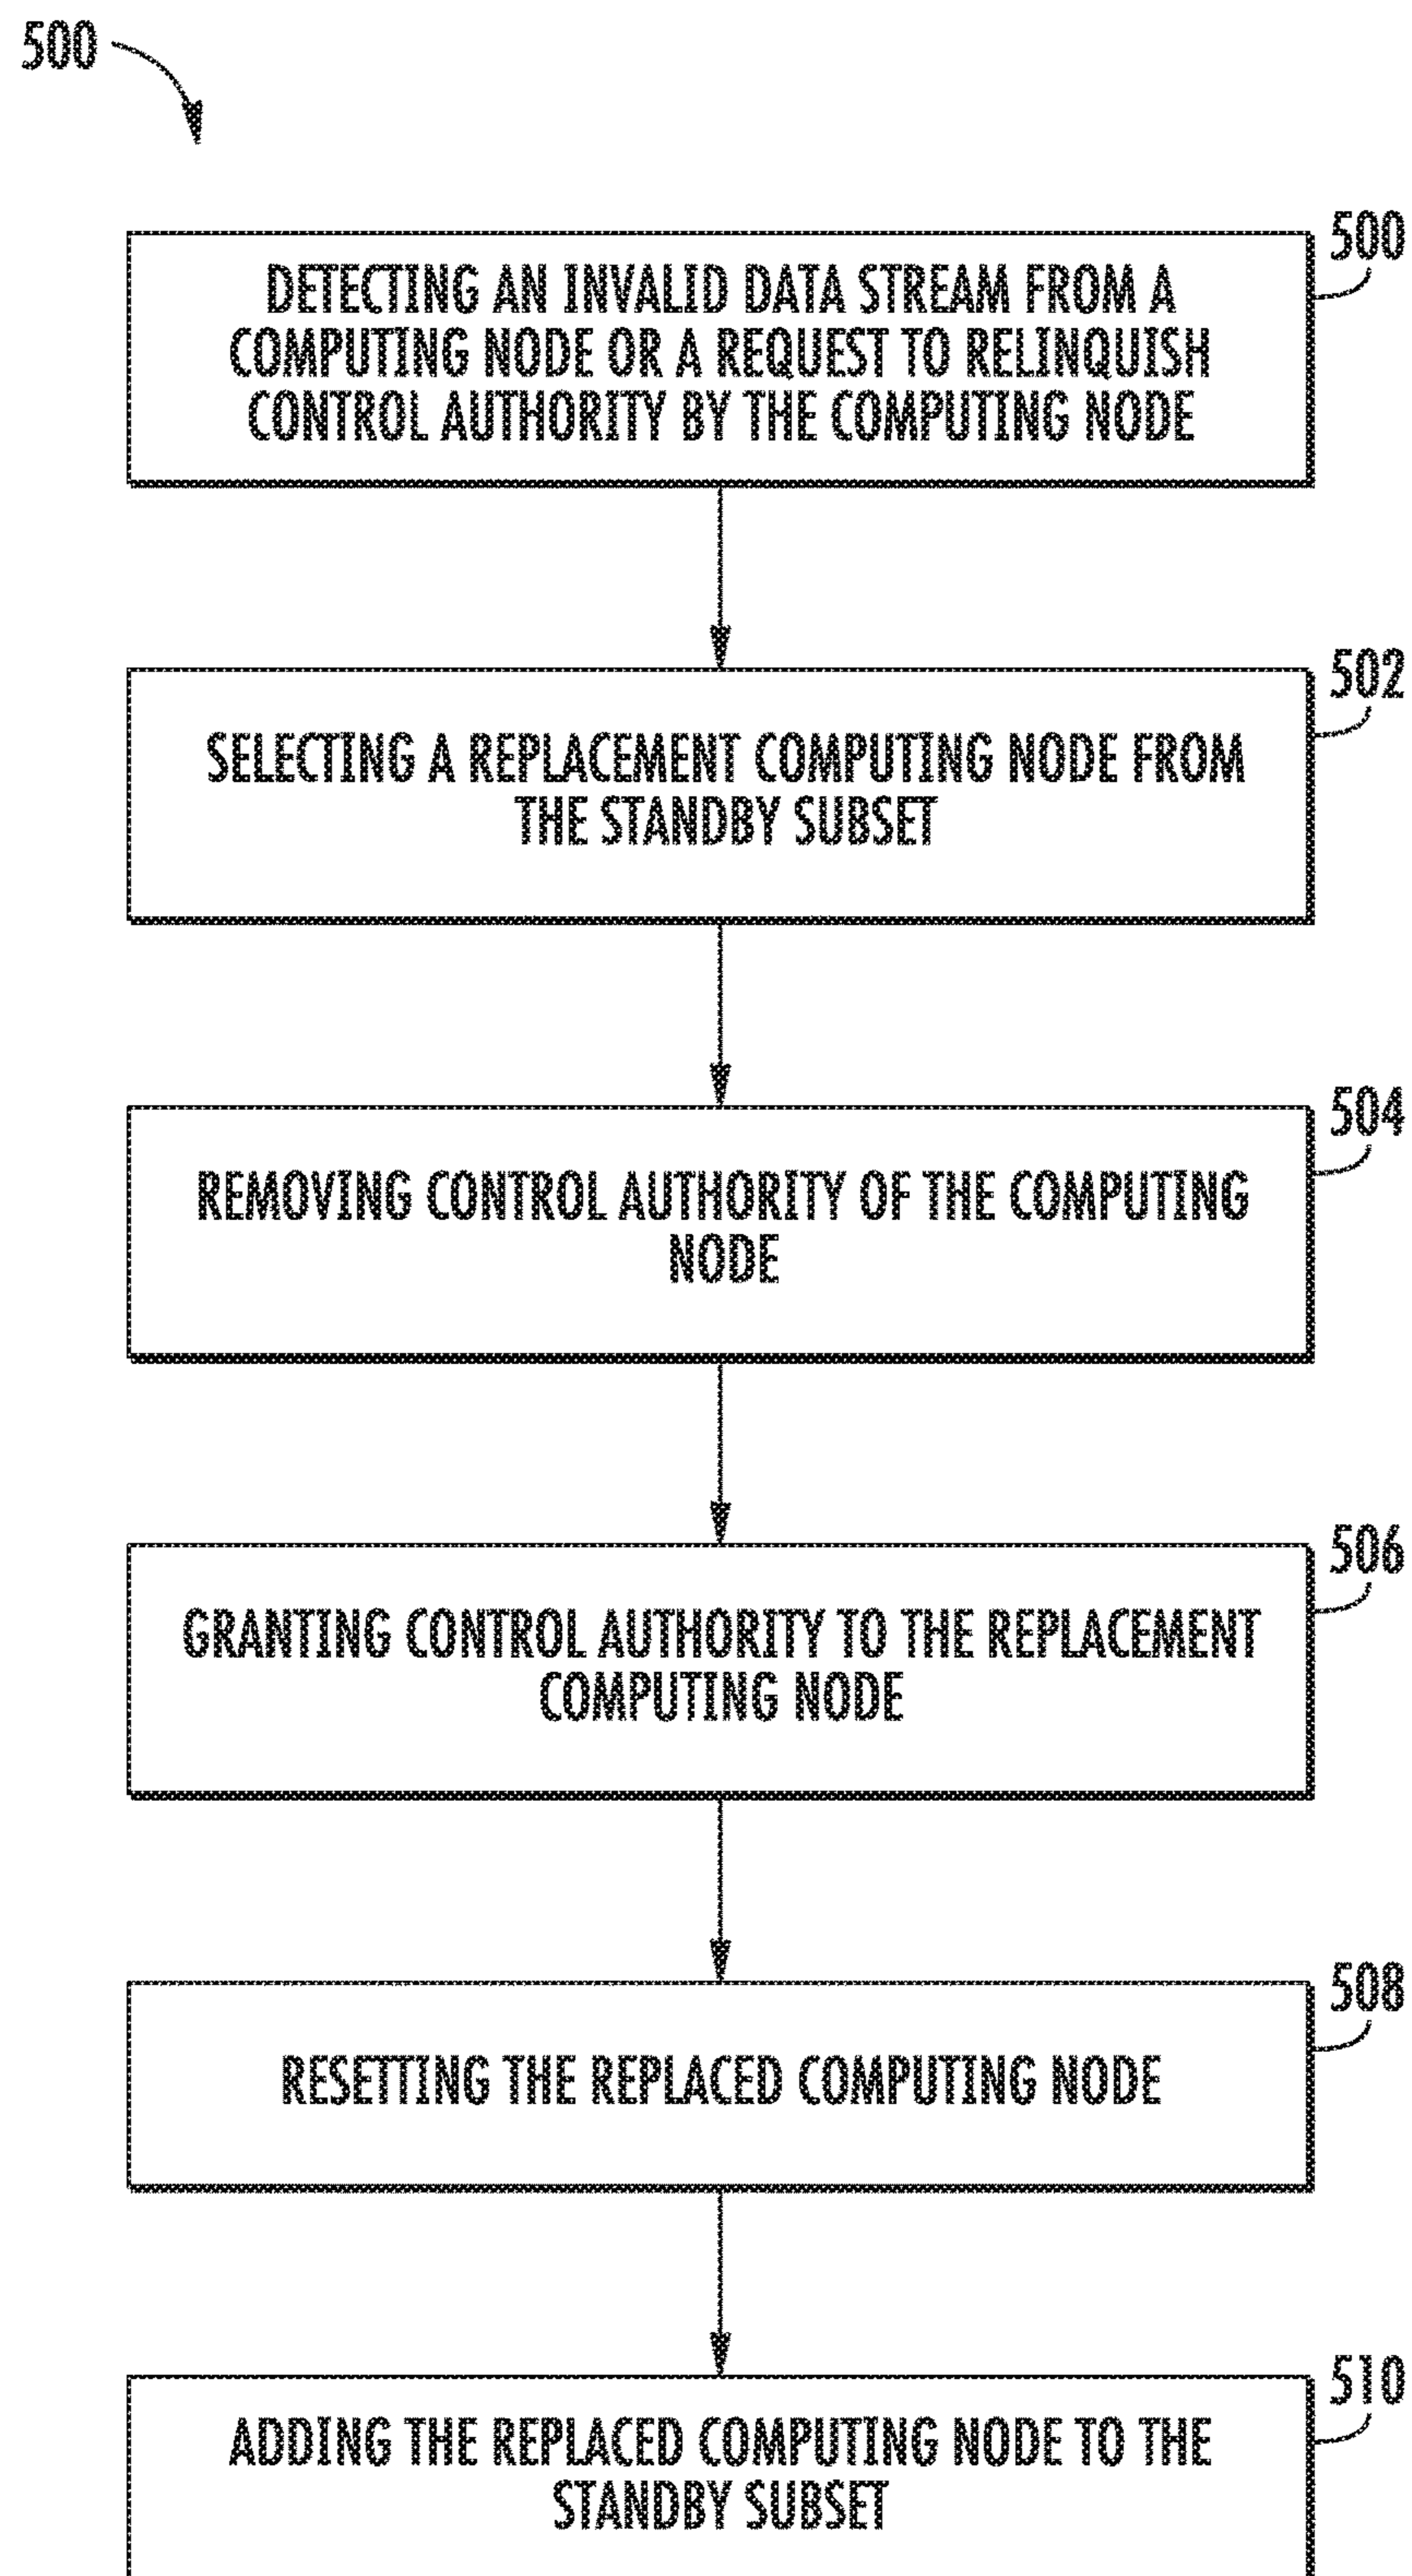 500
500
DETECTING AN INVALID DATA STREAM FROM A
COMPUTING NODE OR A REQUEST TO RELINQUISH
CONTROL AUTHORITY BY THE COMPUTING NODE
502
SELECTING A REPLACEMENT COMPUTING NODE FROM
THE STANDBY SUBSET
504
REMOVING CONTROL AUTHORITY OF THE COMPUTING
NODE
506
GRANTING CONTROL AUTHORITY TO THE REPLACEMENT
COMPUTING NODE
508
RESETTING THE REPLACED COMPUTING NODE
510
ADDING THE REPLACED COMPUTING NODE TO THE
STANDBY SUBSET